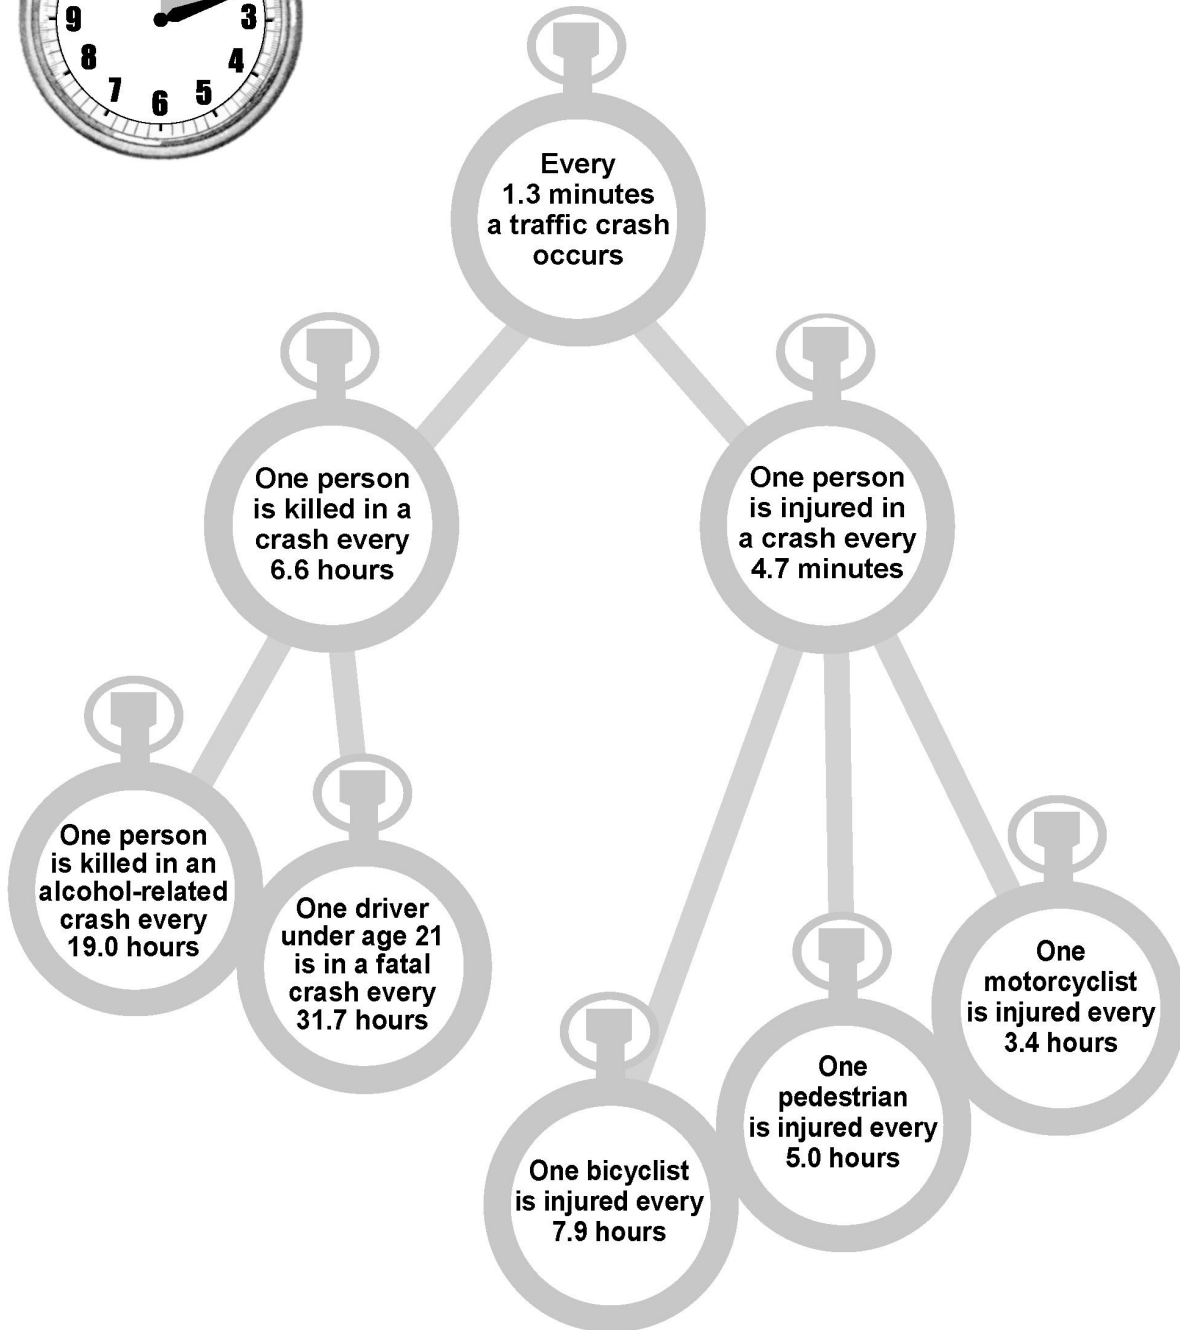 9
3
8
4
7
5
6
Every
1.3 minutes
a traffic crash
occurs
One person
is killed in a
crash every
6.6 hours
One person
is injured in
a crash every
4.7 minutes
One person
is killed in an
alcohol-related
crash every
19.0 hours
One driver
under age 21
is in a fatal
crash every
31.7 hours
One bicyclist
is injured every
7.9 hours
One
pedestrian
is injured every
5.0 hours
One
motorcyclist
is injured every
3.4 hours